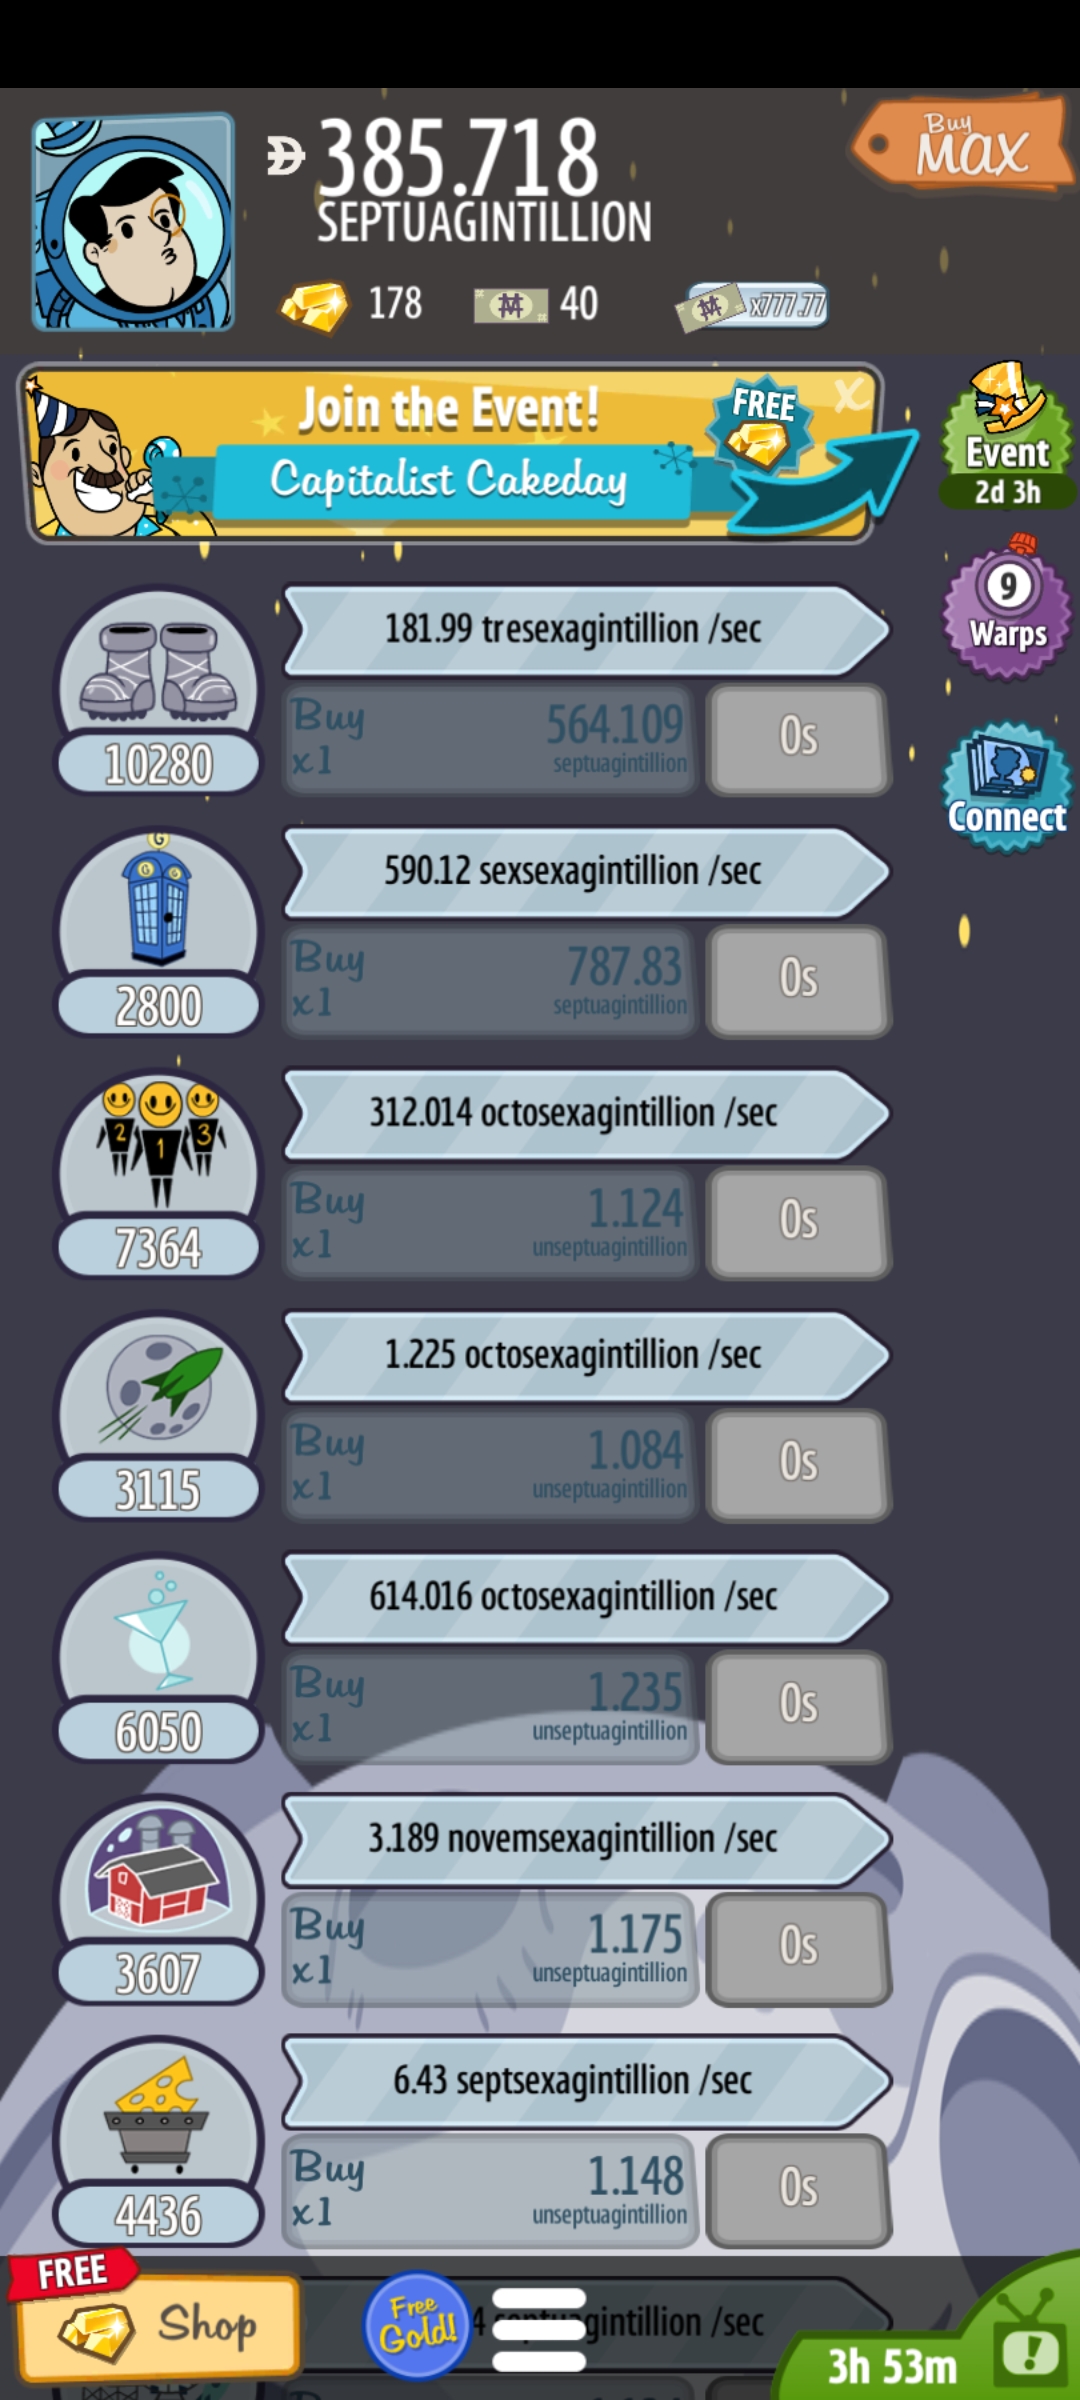 385.718
SEPTUAGINTILLION
Buy
MAX
178
40
x777.77
Join the Event!
Capitalist Cakeday
FREE
x
Event
2d 3h
181.99 tresexagintillion /sec
Buy
x1
564.109
septuagintillion
0s
10280
9
Warps
Connect
590.12 sexsexagintillion /sec
Buy
x1
787.83
septuagintillion
0s
G
G
G
2800
312.014 octosexagintillion /sec
Buy
x1
1.124
unseptuagintillion
0s
2
1
3
7364
1.225 octosexagintillion /sec
Buy
x1
1.084
unseptuagintillion
0s
3115
614.016 octosexagintillion /sec
Buy
x1
1.235
unseptuagintillion
0s
6050
3.189 novemsexagintillion /sec
Buy
x1
1.175
unseptuagintillion
0s
3607
6.43 septsexagintillion /sec
Buy
x1
1.148
unseptuagintillion
0s
4436
FREE
Shop
Free
Gold!
4 septuagintillion /sec
3h 53m
!